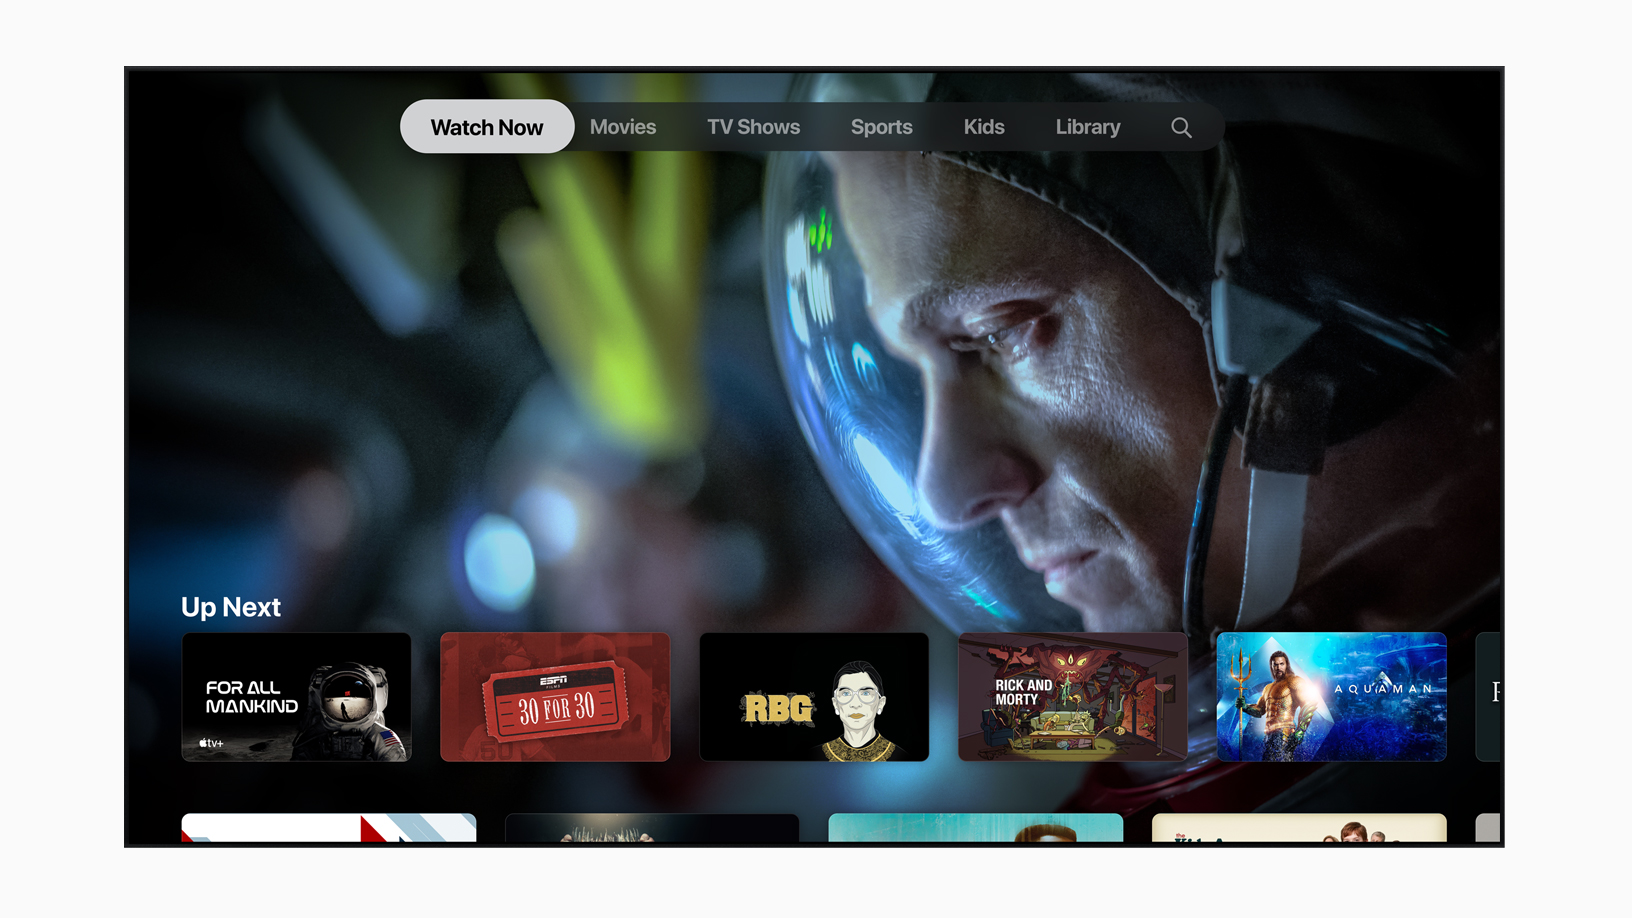 Watch Now
Movies
TV Shows
Sports
Kids
Library
Up Next
FOR ALL
MANKIND
tv+
ESPN
FILMS
30 FOR 30
RBG
RICK AND
MORTY
AQUAMAN
the